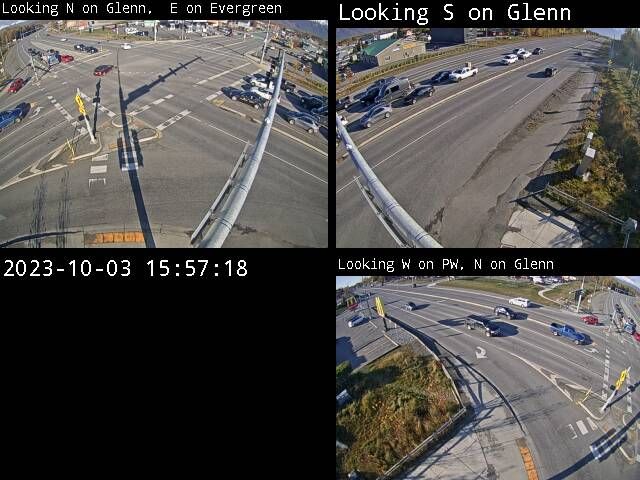 Looking N on Glenn,  E on Evergreen
Looking S on Glenn
2023-10-03 15:57:18
Looking W on PW, N on Glenn